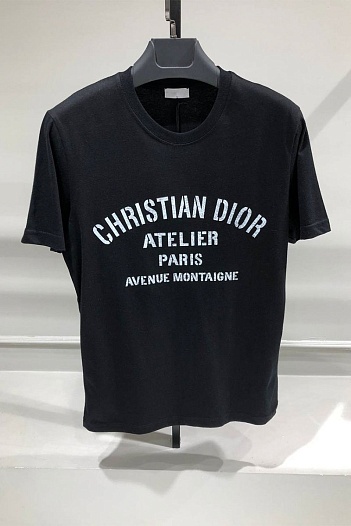 CHRISTIAN DIOR
ATELIER
PARIS
AVENUE MONTAIGNE